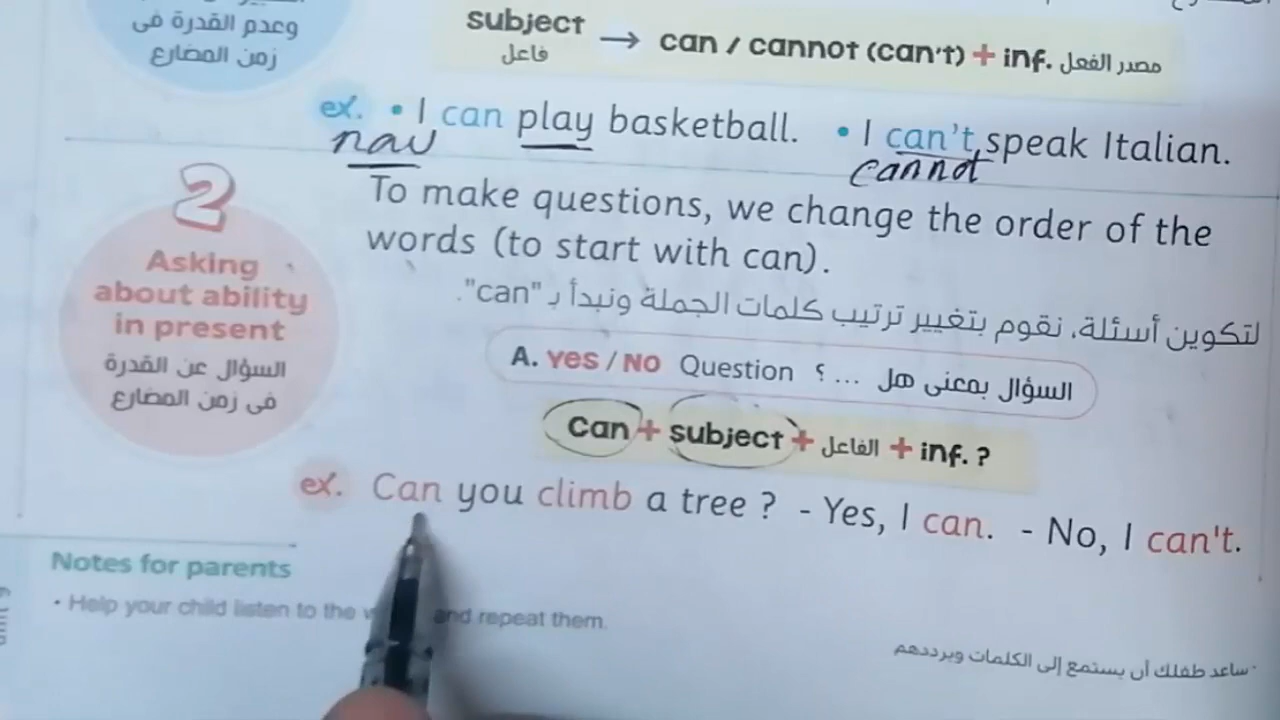 وعدم القدرة فى
زمن المضارع
subject → can / cannot (can't) + inf. مصدر الفعل
فاعل
ex. • I can play basketball. • I can't speak Italian.
now
cannot
2
Asking
about ability
in present
السؤال عن القدرة
فى زمن المضارع
To make questions, we change the order of the
words (to start with can).
لتكوين أسئلة، نقوم بتغيير ترتيب كلمات الجملة ونبدأ بـ "can".
A. YES / NO Question السؤال بمعنى هل ... ؟
Can + subject + الفاعل + inf. ?
ex. Can you climb a tree ? - Yes, I can. - No, I can't.
Notes for parents
• Help your child listen to the and repeat them.
• ساعد طفلك أن يستمع إلى الكلمات ويرددهم